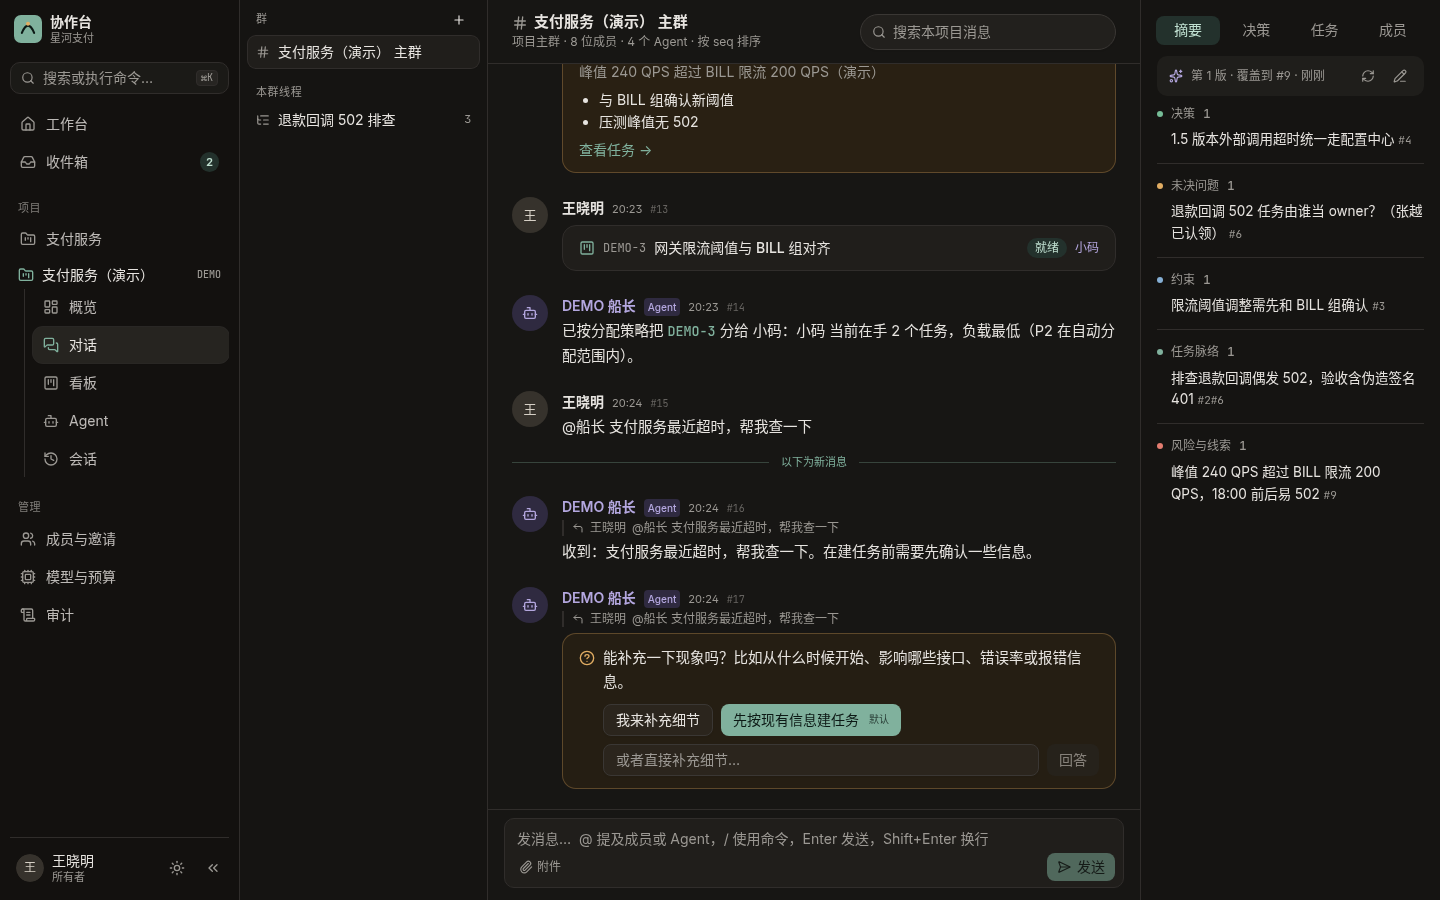 协作台
星河支付
搜索或执行命令... ⌘K
工作台
收件箱 2
项目
支付服务
支付服务（演示） DEMO
概览
对话
看板
Agent
会话
管理
成员与邀请
模型与预算
审计
王 王晓明
所有者
群
# 支付服务（演示） 主群
本群线程
退款回调 502 排查 3
# 支付服务（演示） 主群
项目主群 · 8 位成员 · 4 个 Agent · 按 seq 排序
搜索本项目消息
峰值 240 QPS 超过 BILL 限流 200 QPS（演示）
• 与 BILL 组确认新阈值
• 压测峰值无 502
查看任务 →
王 王晓明 20:23 #13
DEMO-3 网关限流阈值与 BILL 组对齐 就绪 小码
DEMO 船长 Agent 20:23 #14
已按分配策略把 DEMO-3 分给 小码：小码 当前在手 2 个任务，负载最低（P2 在自动分
配范围内）。
王 王晓明 20:24 #15
@船长 支付服务最近超时，帮我查一下
以下为新消息
DEMO 船长 Agent 20:24 #16
王晓明 @船长 支付服务最近超时，帮我查一下
收到：支付服务最近超时，帮我查一下。在建任务前需要先确认一些信息。
DEMO 船长 Agent 20:24 #17
王晓明 @船长 支付服务最近超时，帮我查一下
能补充一下现象吗？比如从什么时候开始、影响哪些接口、错误率或报错信
息。
我来补充细节 先按现有信息建任务 默认
或者直接补充细节... 回答
发消息... @ 提及成员或 Agent，/ 使用命令，Enter 发送，Shift+Enter 换行
附件 发送
摘要 决策 任务 成员
第 1 版 · 覆盖到 #9 · 刚刚
决策 1
1.5 版本外部调用超时统一走配置中心 #4
未决问题 1
退款回调 502 任务由谁当 owner？（张越
已认领） #6
约束 1
限流阈值调整需先和 BILL 组确认 #3
任务脉络 1
排查退款回调偶发 502，验收含伪造签名
401 #2#6
风险与线索 1
峰值 240 QPS 超过 BILL 限流 200
QPS，18:00 前后易 502 #9